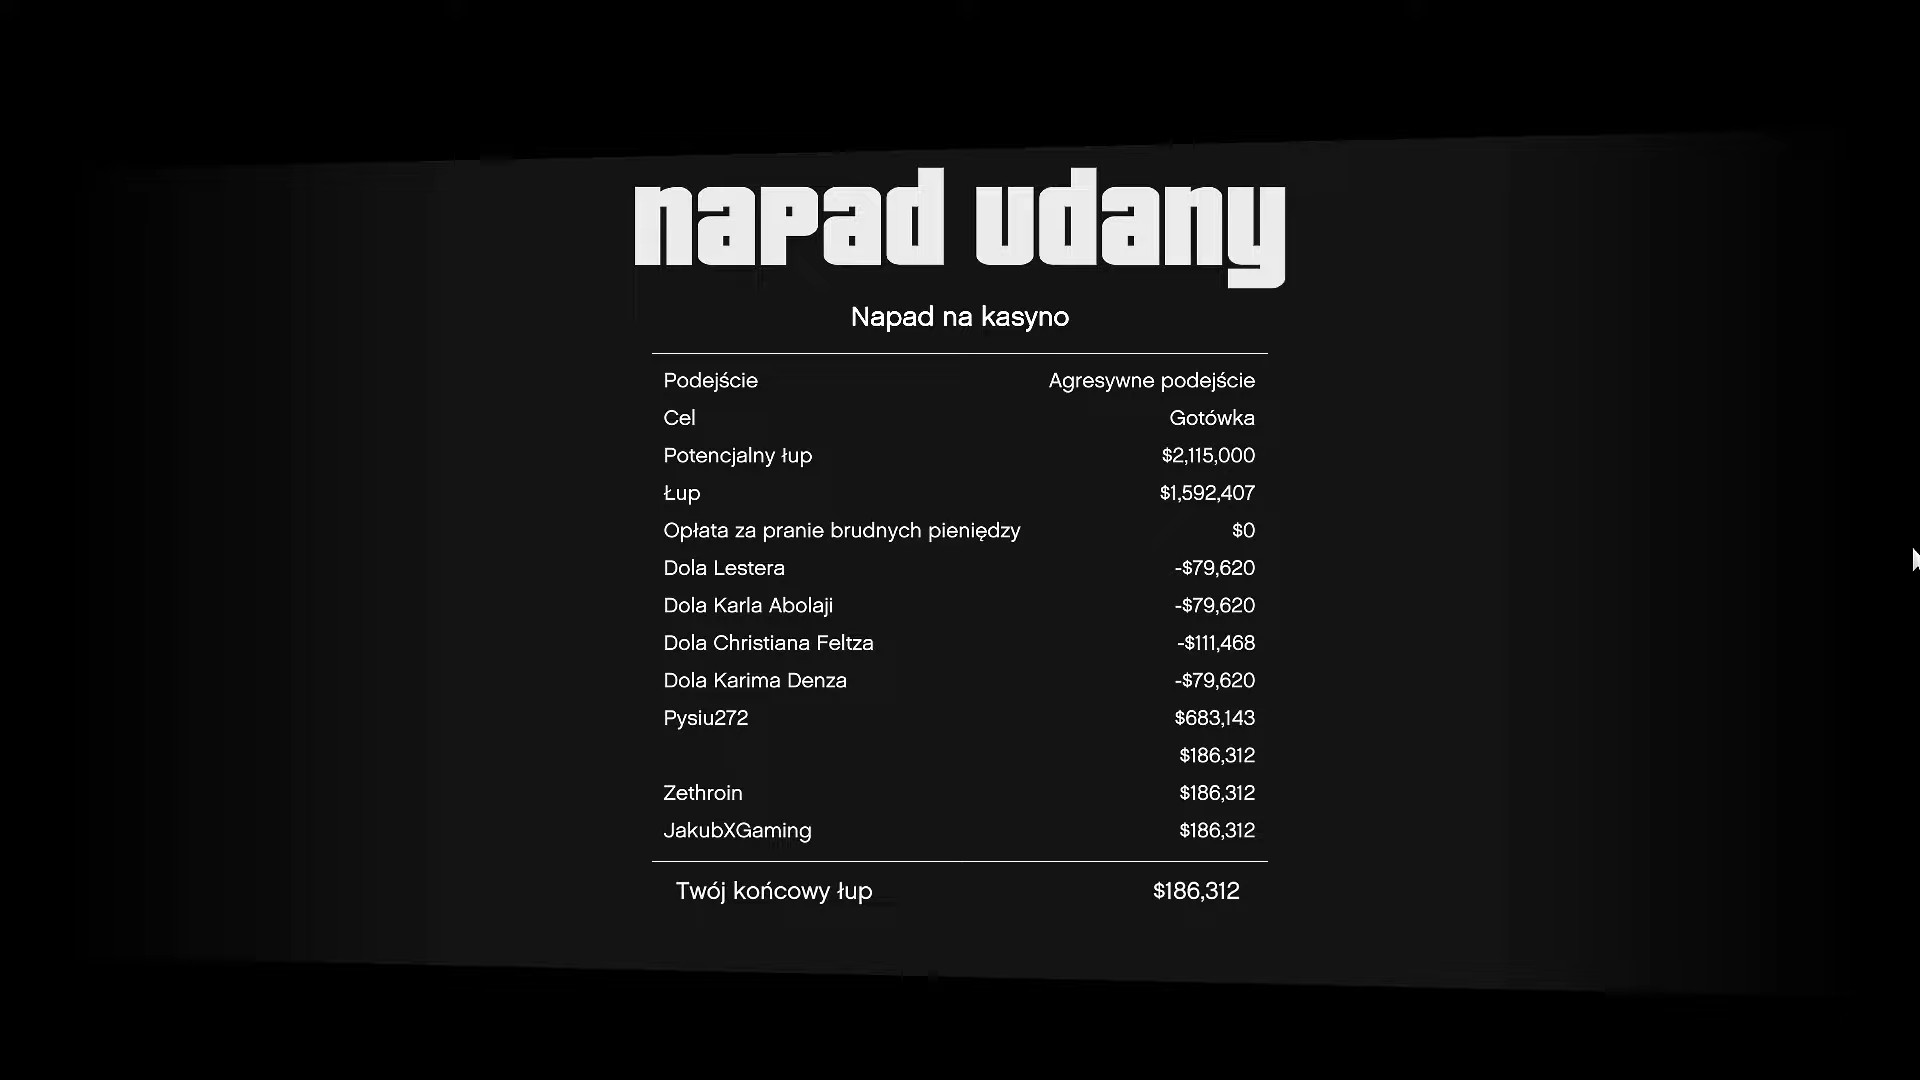 napad udany
Napad na kasyno
Podejście Agresywne podejście
Cel Gotówka
Potencjalny łup $2,115,000
Łup $1,592,407
Opłata za pranie brudnych pieniędzy $0
Dola Lestera -$79,620
Dola Karla Abolaji -$79,620
Dola Christiana Feltza -$111,468
Dola Karima Denza -$79,620
Pysiu272 $683,143
$186,312
Zethroin $186,312
JakubXGaming $186,312
Twój końcowy łup $186,312